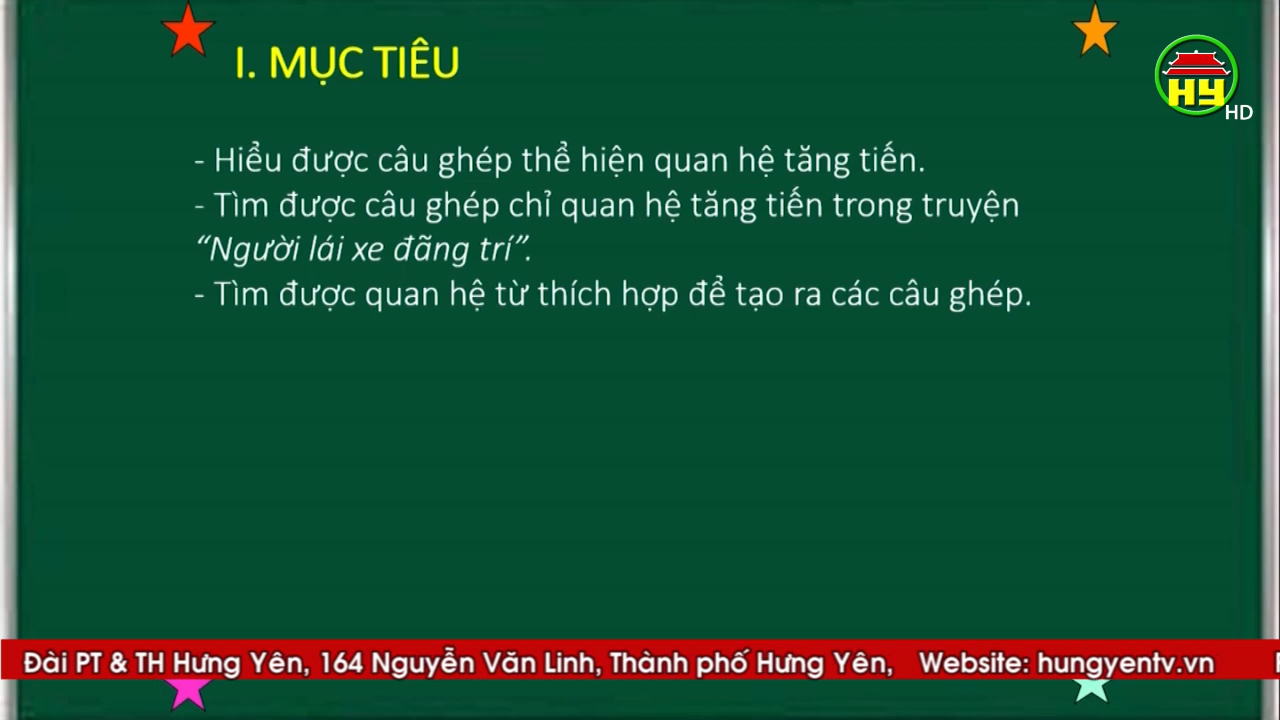 I. MỤC TIÊU
HY
HD
- Hiểu được câu ghép thể hiện quan hệ tăng tiến.
- Tìm được câu ghép chỉ quan hệ tăng tiến trong truyện
“Người lái xe đãng trí”.
- Tìm được quan hệ từ thích hợp để tạo ra các câu ghép.
Đài PT & TH Hưng Yên, 164 Nguyễn Văn Linh, Thành phố Hưng Yên, Website: hungyentv.vn